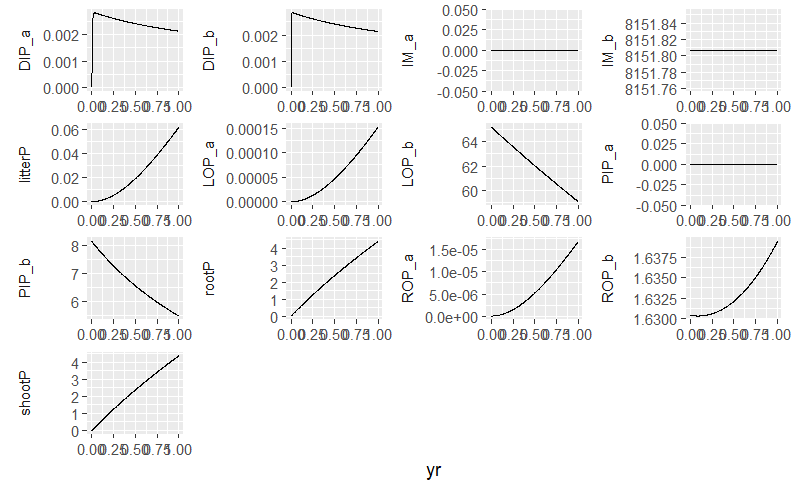 DIP_a
0.002
0.001
0.000
0.00 0.25 0.50 0.75 1.00
DIP_b
0.002
0.001
0.000
0.00 0.25 0.50 0.75 1.00
IM_a
0.050
0.025
0.000
-0.025
-0.050
0.00 0.25 0.50 0.75 1.00
IM_b
8151.84
8151.82
8151.80
8151.78
8151.76
0.00 0.25 0.50 0.75 1.00
litterP
0.06
0.04
0.02
0.00
0.00 0.25 0.50 0.75 1.00
LOP_a
0.00015
0.00010
0.00005
0.00000
0.00 0.25 0.50 0.75 1.00
LOP_b
64
62
60
0.00 0.25 0.50 0.75 1.00
PIP_a
0.050
0.025
0.000
-0.025
-0.050
0.00 0.25 0.50 0.75 1.00
PIP_b
8
7
6
0.00 0.25 0.50 0.75 1.00
rootP
4
3
2
1
0
0.00 0.25 0.50 0.75 1.00
ROP_a
1.5e-05
1.0e-05
5.0e-06
0.0e+00
0.00 0.25 0.50 0.75 1.00
ROP_b
1.6375
1.6350
1.6325
1.6300
0.00 0.25 0.50 0.75 1.00
shootP
4
3
2
1
0
0.00 0.25 0.50 0.75 1.00
yr